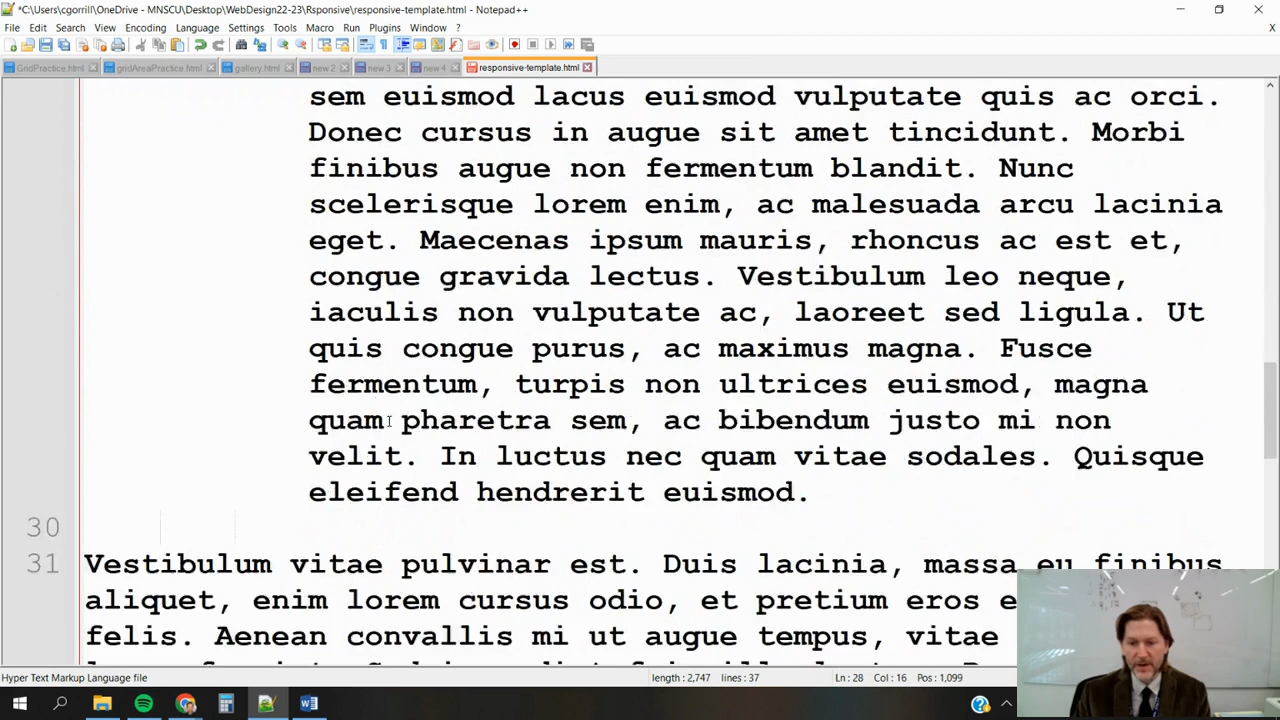 *C:\Users\cgorrill\OneDrive - MNSCU\Desktop\WebDesign22-23\Rsponsive\responsive-template.html - Notepad++
File Edit Search View Encoding Language Settings Tools Macro Run Plugins Window ? X
GridPractice.html gridAreaPractice.html gallery.html new 2 new 3 new 4 responsive-template.html
sem euismod lacus euismod vulputate quis ac orci.
Donec cursus in augue sit amet tincidunt. Morbi
finibus augue non fermentum blandit. Nunc
scelerisque lorem enim, ac malesuada arcu lacinia
eget. Maecenas ipsum mauris, rhoncus ac est et,
congue gravida lectus. Vestibulum leo neque,
iaculis non vulputate ac, laoreet sed ligula. Ut
quis congue purus, ac maximus magna. Fusce
fermentum, turpis non ultrices euismod, magna
quam pharetra sem, ac bibendum justo mi non
velit. In luctus nec quam vitae sodales. Quisque
eleifend hendrerit euismod.
30
31 Vestibulum vitae pulvinar est. Duis lacinia, massa eu finibus
aliquet, enim lorem cursus odio, et pretium eros
felis. Aenean convallis mi ut augue tempus, vitae
Hyper Text Markup Language file length : 2,747 lines : 37 Ln : 28 Col : 16 Pos : 1,099